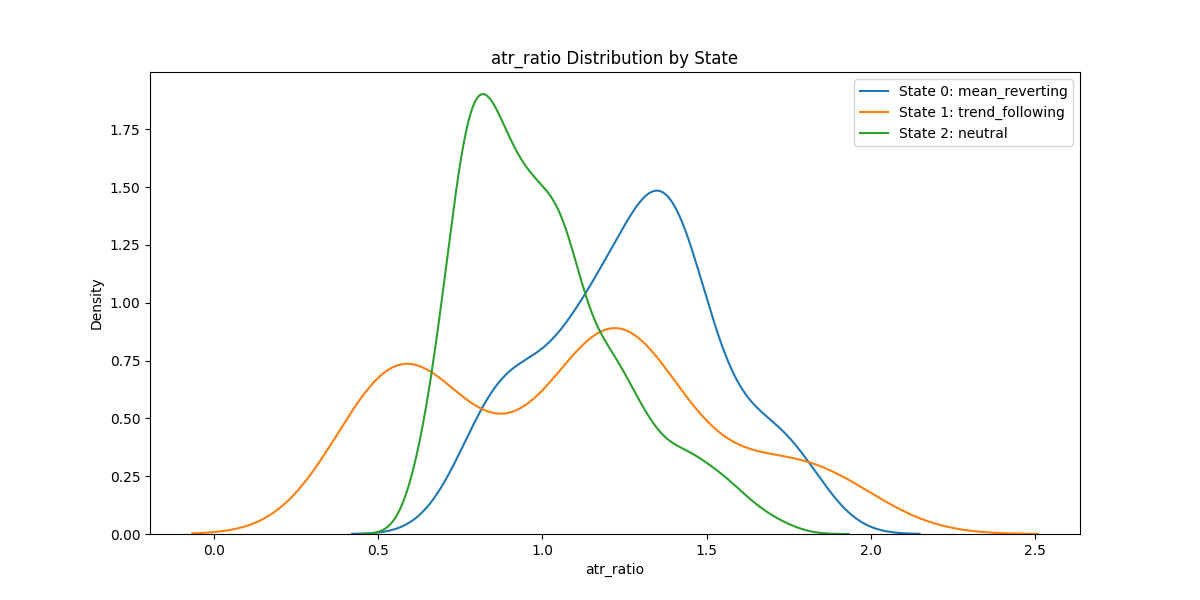 atr_ratio Distribution by State
State 0: mean_reverting
State 1: trend_following
State 2: neutral
Density
1.75
1.50
1.25
1.00
0.75
0.50
0.25
0.00
0.0 0.5 1.0 1.5 2.0 2.5
atr_ratio